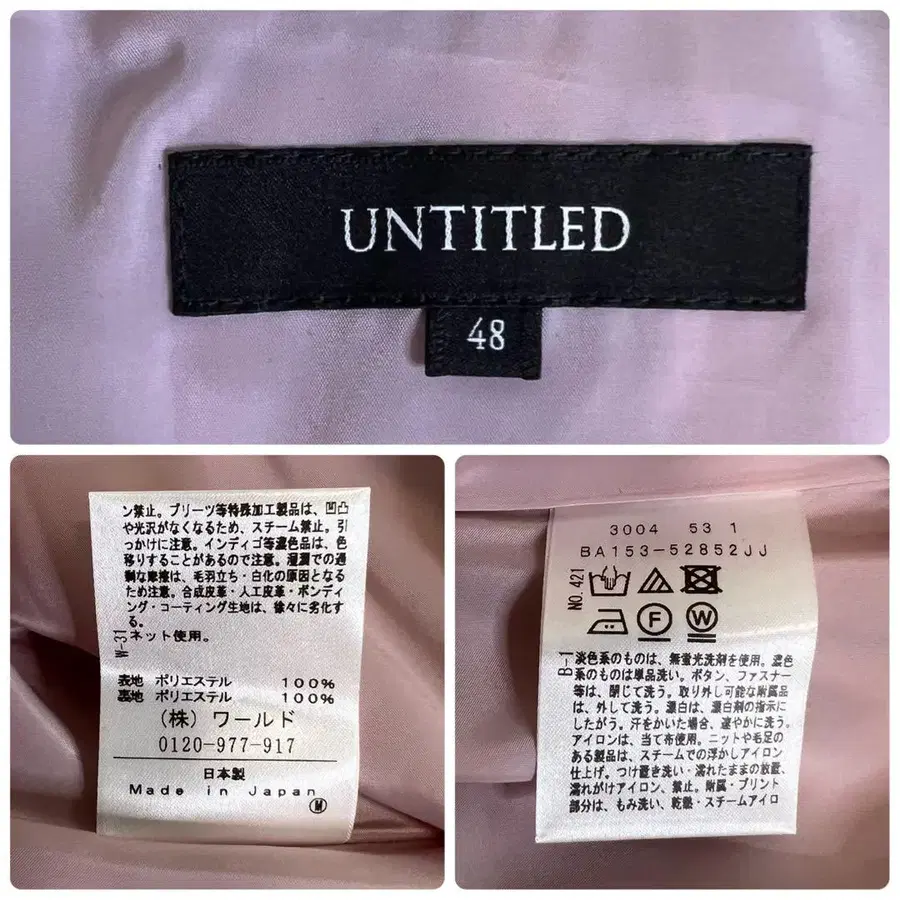 UNTITLED
48
ン禁止。プリーツ等特殊加工製品は、凹凸
や光沢がなくなるため、スチーム禁止。引
っかけに注意。インディゴ等濃色品は、色
移りすることがあるので注意。湿潤での過
剰な摩擦は、毛羽立ち・白化の原因となる
ため注意。合成皮革・人工皮革・ボンディ
ング・コーティング生地は、徐々に劣化す
る。
W-31
ネット使用。
表地 ポリエステル 100%
裏地 ポリエステル 100%
(株) ワールド
0120-977-917
日本製
Made in Japan
M
3004 53 1
BA153-52852JJ
NO.421
F
W
B-1
淡色系のものは、無蛍光洗剤を使用。濃色
系のものは単品洗い。ボタン、ファスナー
等は、閉じて洗う。取り外し可能な附属品
は、外して洗う。漂白は、漂白剤の指示に
したがう。汗をかいた場合、速やかに洗う。
アイロンは、当て布使用。ニットや毛足の
ある製品は、スチームでの浮かしアイロン
仕上げ。つけ置き洗い・濡れたままの放置、
濡れがけアイロン、禁止。附属・プリント
部分は、もみ洗い、乾燥・スチームアイロ